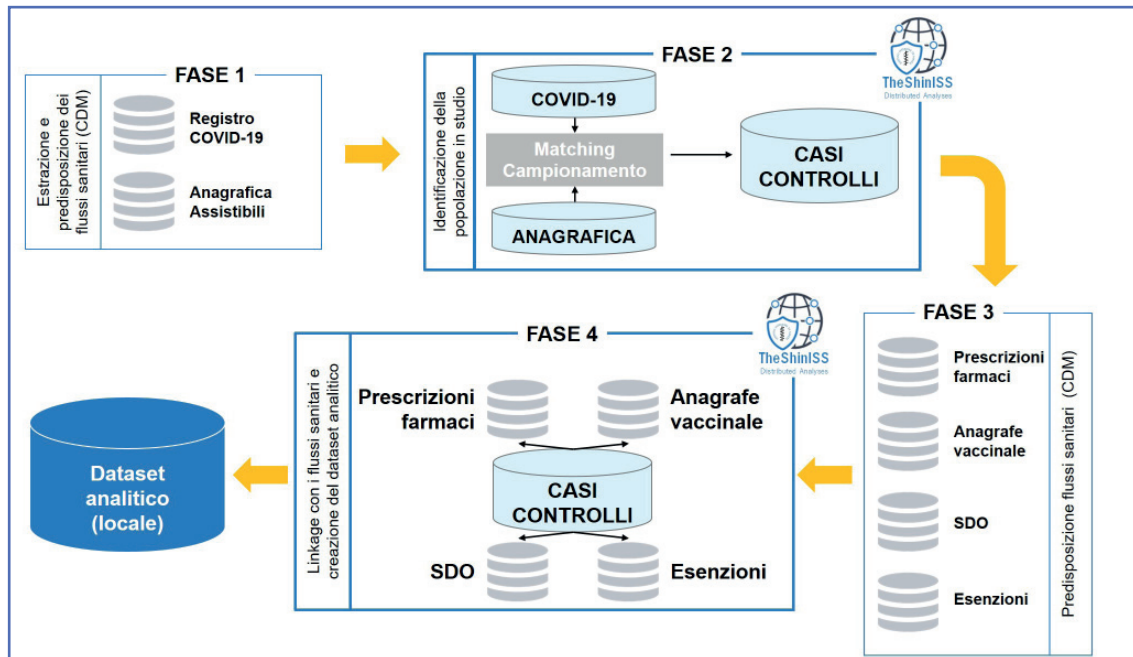 FASE 1
Estrazione e
predisposizione dei
flussi sanitari (CDM)
Registro
COVID-19
Anagrafica
Assistibili
FASE 2
TheShinISS
Distributed Analyses
Identificazione della
popolazione in studio
COVID-19
Matching
Campionamento
ANAGRAFICA
CASI
CONTROLLI
FASE 3
Prescrizioni
farmaci
Anagrafe
vaccinale
SDO
Esenzioni
Predisposizione flussi sanitari (CDM)
FASE 4
TheShinISS
Distributed Analyses
Linkage con i flussi sanitari e
creazione del dataset analitico
Prescrizioni
farmaci
Anagrafe
vaccinale
CASI
CONTROLLI
SDO
Esenzioni
Dataset
analitico
(locale)